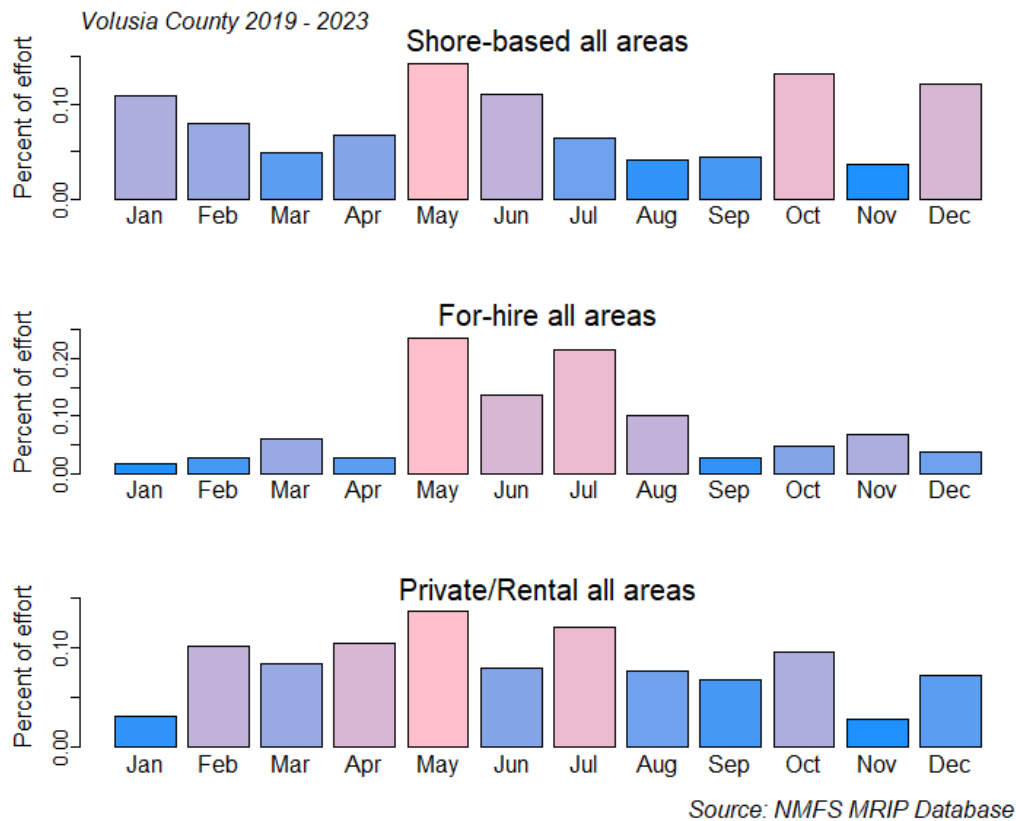 Volusia County 2019 - 2023
Shore-based all areas
Percent of effort
0.10
0.00
Jan Feb Mar Apr May Jun Jul Aug Sep Oct Nov Dec
For-hire all areas
Percent of effort
0.20
0.10
0.00
Jan Feb Mar Apr May Jun Jul Aug Sep Oct Nov Dec
Private/Rental all areas
Percent of effort
0.10
0.00
Jan Feb Mar Apr May Jun Jul Aug Sep Oct Nov Dec
Source: NMFS MRIP Database